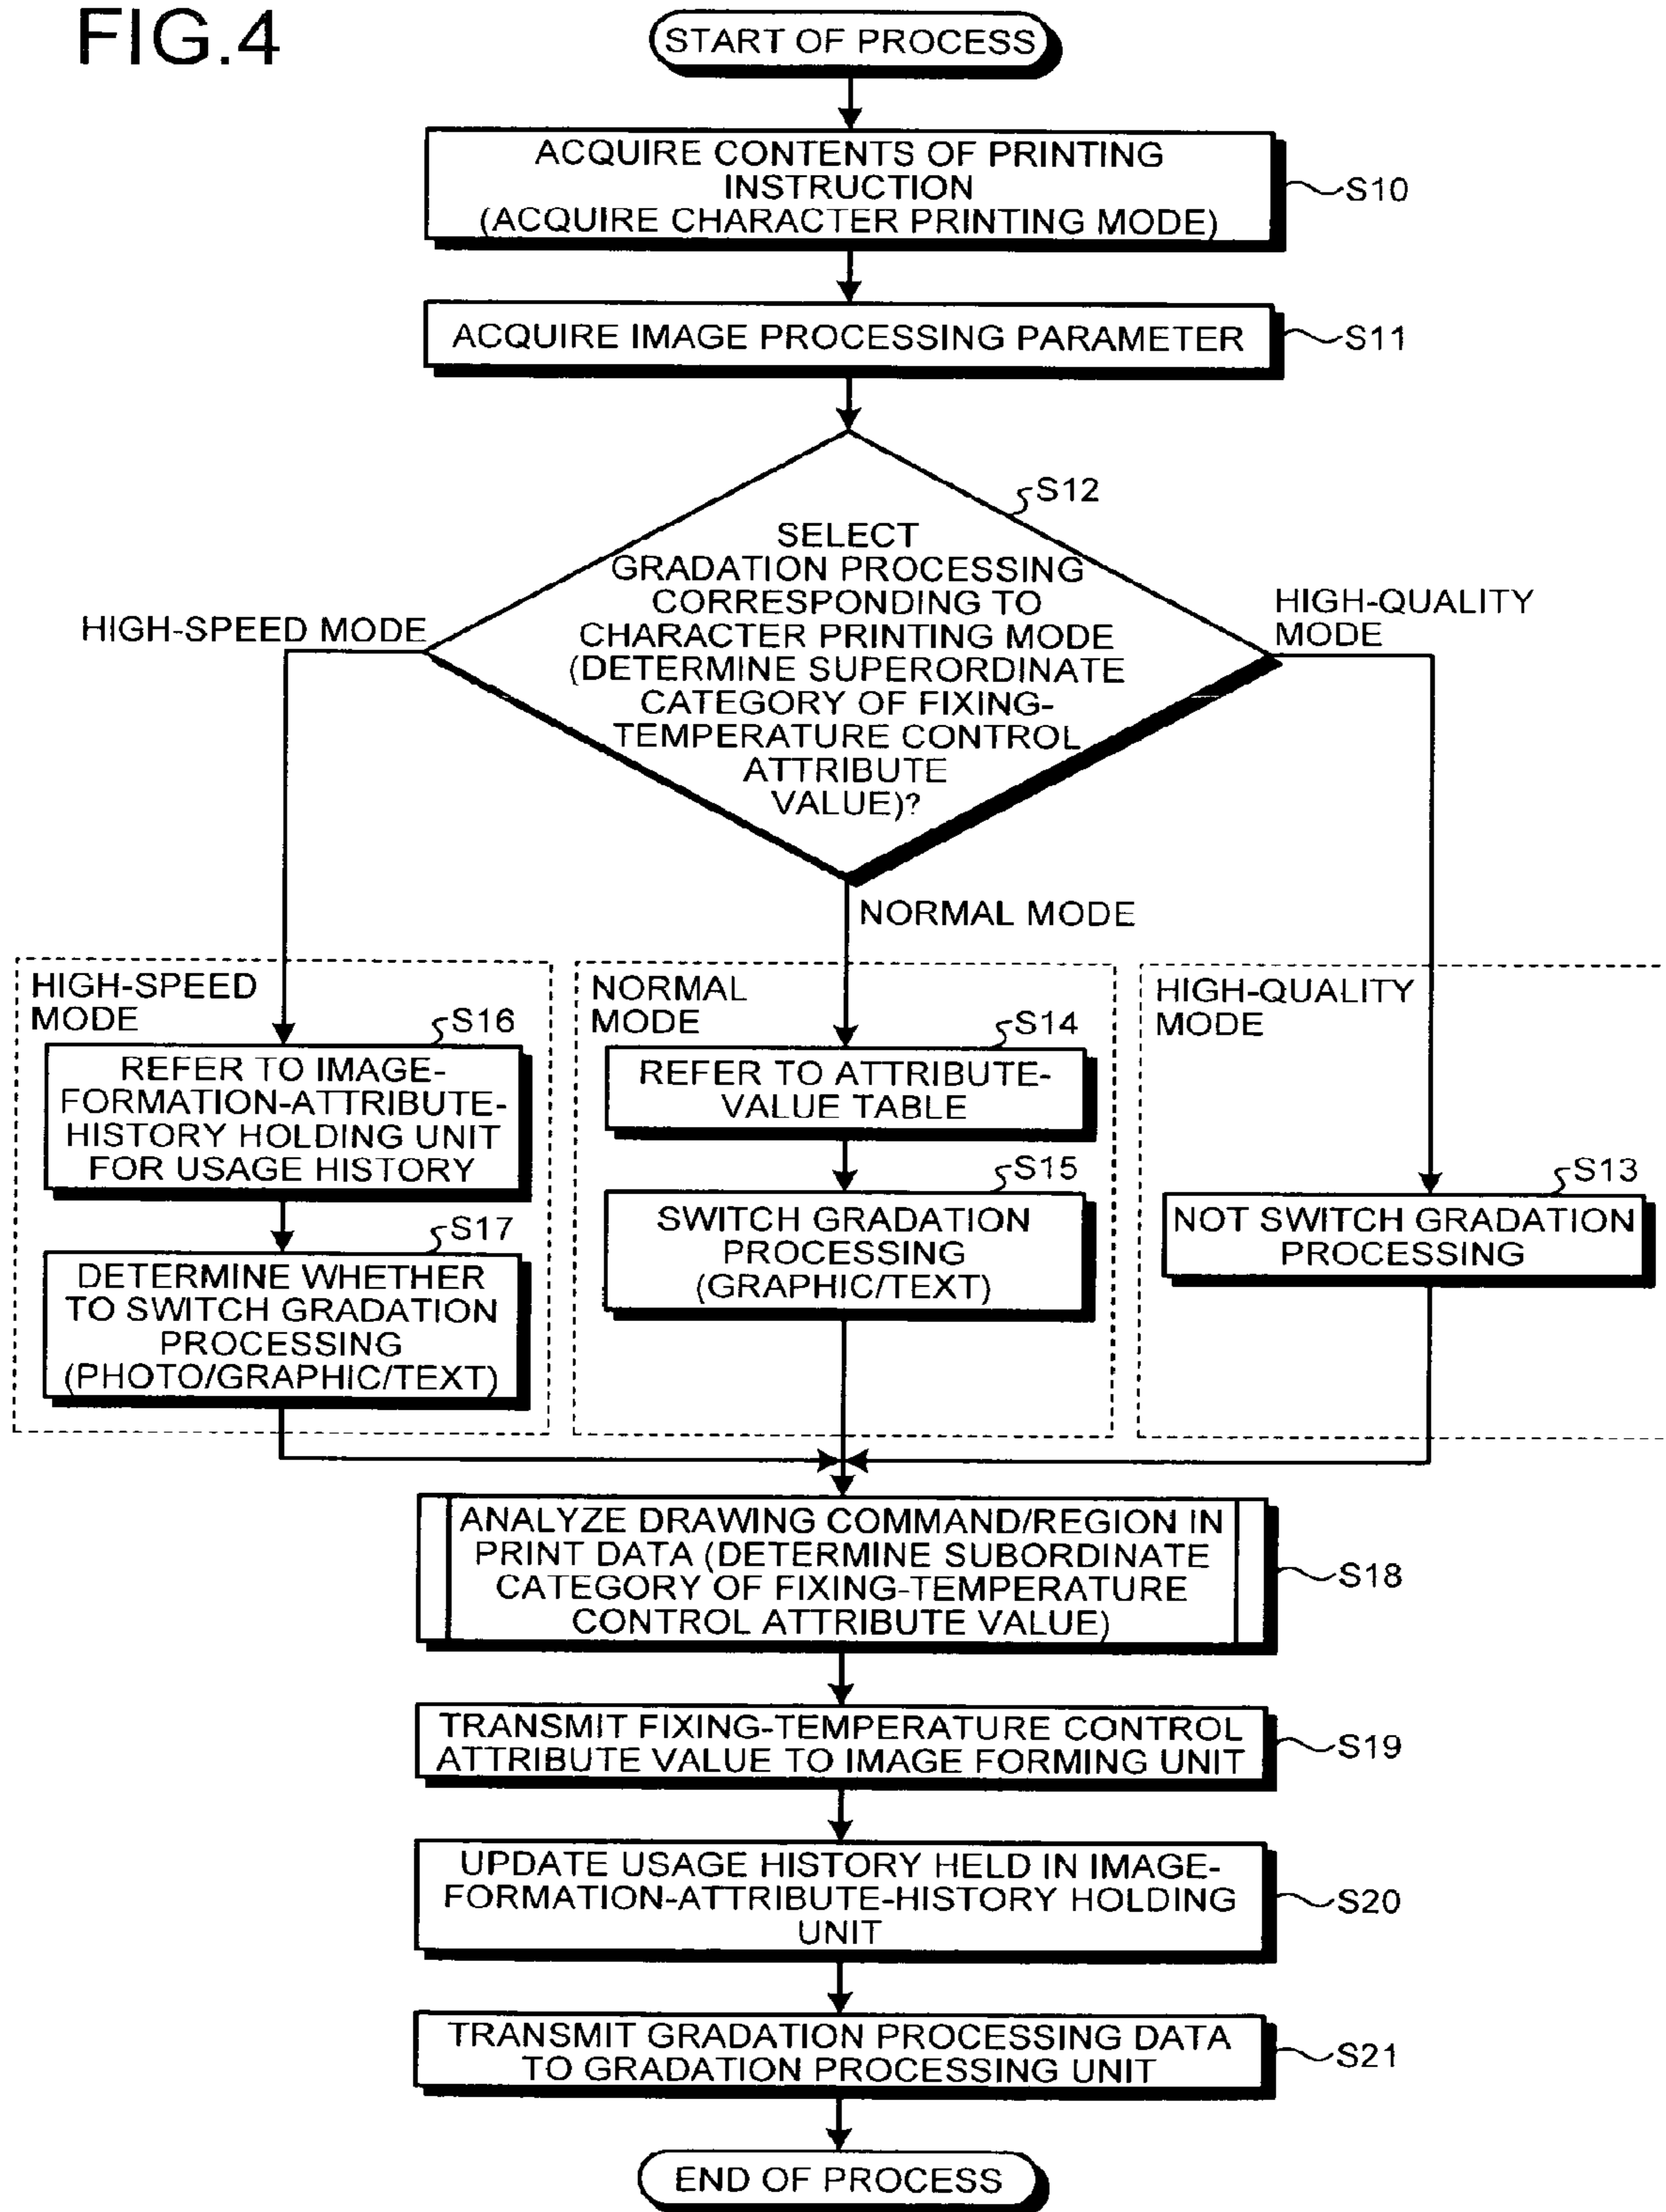 FIG.4
START OF PROCESS
ACQUIRE CONTENTS OF PRINTING
INSTRUCTION
(ACQUIRE CHARACTER PRINTING MODE)
S10
ACQUIRE IMAGE PROCESSING PARAMETER
S11
S12
SELECT
GRADATION PROCESSING
CORRESPONDING TO
CHARACTER PRINTING MODE
(DETERMINE SUPERORDINATE
CATEGORY OF FIXING-
TEMPERATURE CONTROL
ATTRIBUTE
VALUE)?
HIGH-SPEED MODE
HIGH-QUALITY
MODE
NORMAL MODE
HIGH-SPEED
MODE
S16
REFER TO IMAGE-
FORMATION-ATTRIBUTE-
HISTORY HOLDING UNIT
FOR USAGE HISTORY
S17
DETERMINE WHETHER
TO SWITCH GRADATION
PROCESSING
(PHOTO/GRAPHIC/TEXT)
NORMAL
MODE
S14
REFER TO ATTRIBUTE-
VALUE TABLE
S15
SWITCH GRADATION
PROCESSING
(GRAPHIC/TEXT)
HIGH-QUALITY
MODE
S13
NOT SWITCH GRADATION
PROCESSING
ANALYZE DRAWING COMMAND/REGION IN
PRINT DATA (DETERMINE SUBORDINATE
CATEGORY OF FIXING-TEMPERATURE
CONTROL ATTRIBUTE VALUE)
S18
TRANSMIT FIXING-TEMPERATURE CONTROL
ATTRIBUTE VALUE TO IMAGE FORMING UNIT
S19
UPDATE USAGE HISTORY HELD IN IMAGE-
FORMATION-ATTRIBUTE-HISTORY HOLDING
UNIT
S20
TRANSMIT GRADATION PROCESSING DATA
TO GRADATION PROCESSING UNIT
S21
END OF PROCESS